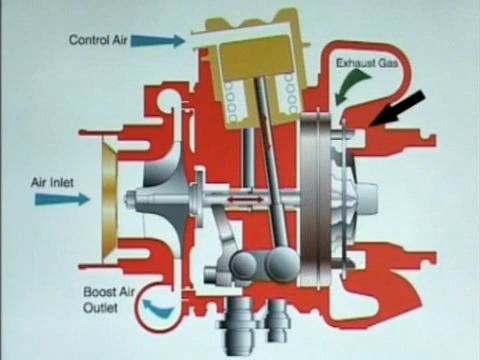 Control Air
Exhaust Gas
Air Inlet
Boost Air
Outlet